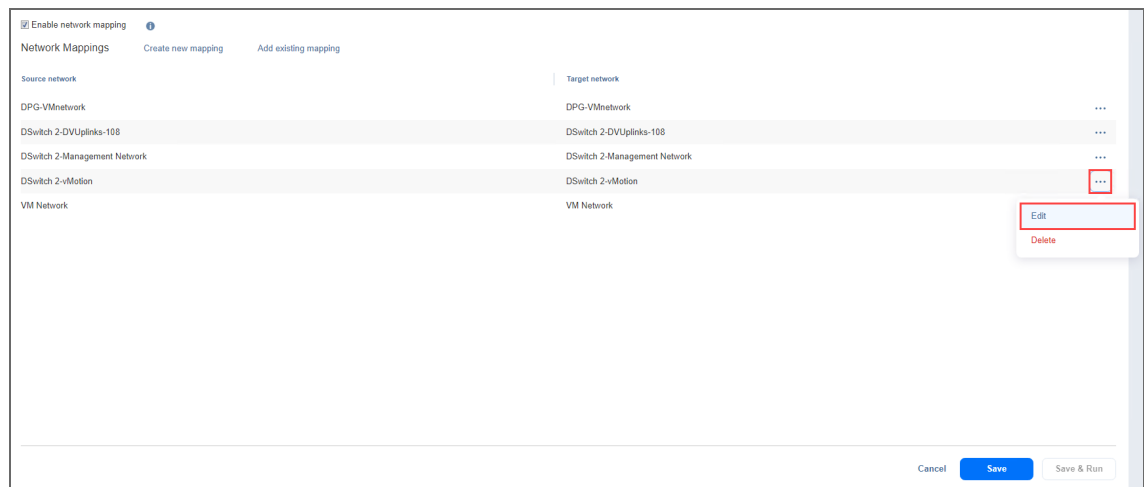 Enable network mapping
Network Mappings Create new mapping Add existing mapping
Source network Target network
DPG-VMnetwork DPG-VMnetwork ...
DSwitch 2-DVUplinks-108 DSwitch 2-DVUplinks-108 ...
DSwitch 2-Management Network DSwitch 2-Management Network ...
DSwitch 2-vMotion DSwitch 2-vMotion ...
VM Network VM Network
Edit
Delete
Cancel Save Save & Run